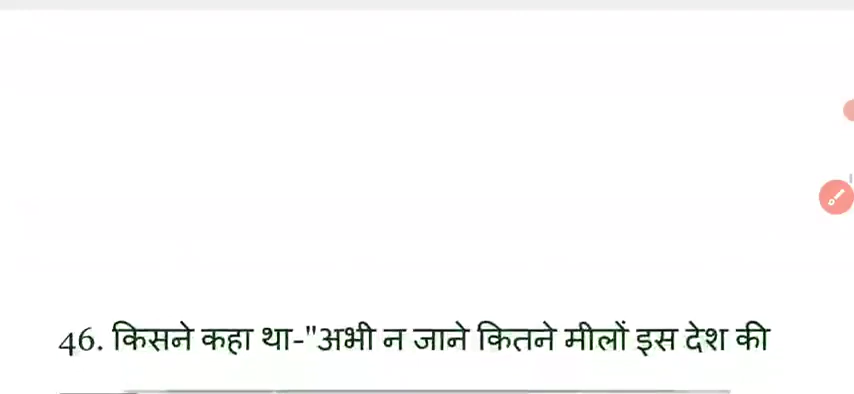 46. किसने कहा था-"अभी न जाने कितने मीलों इस देश की